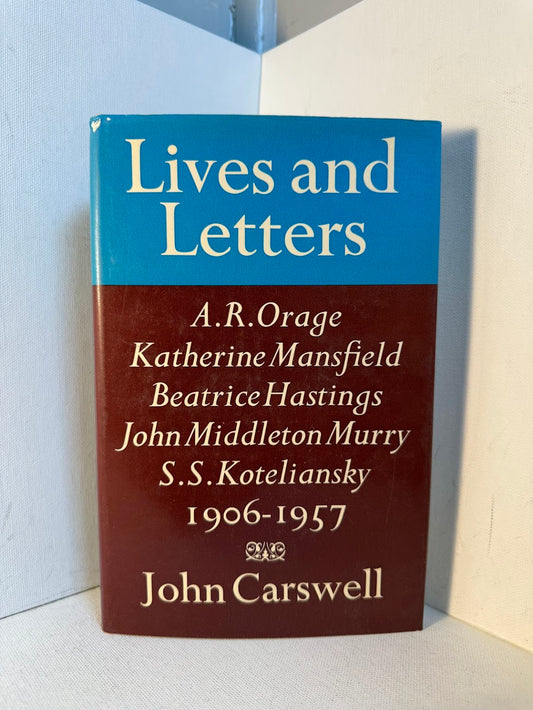 Lives and
Letters
A.R.Orage
Katherine Mansfield
Beatrice Hastings
John Middleton Murry
S.S.Koteliansky
1906-1957
John Carswell